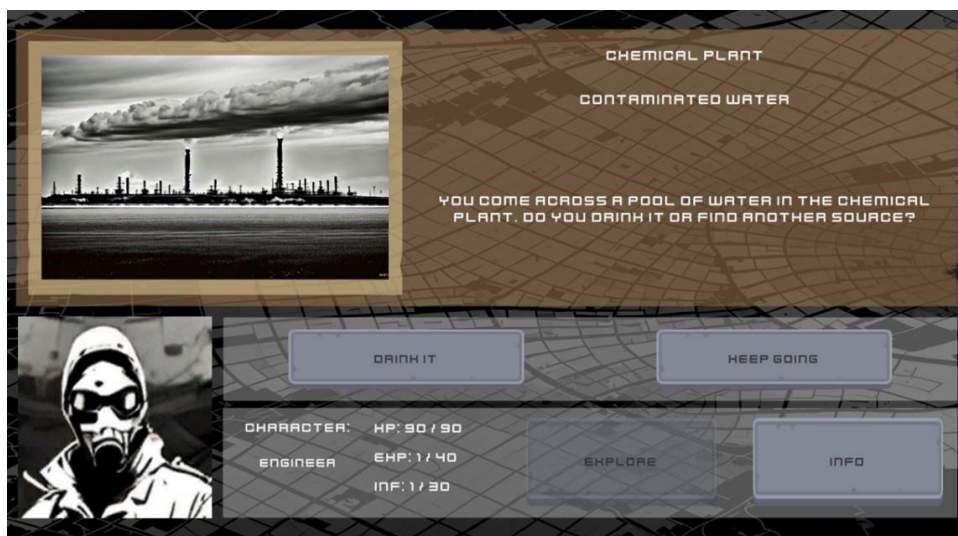 CHEMICAL PLANT
CONTAMINATED WATER
YOU COME ACROSS A POOL OF WATER IN THE CHEMICAL
PLANT. DO YOU DRINK IT OR FIND ANOTHER SOURCE?
DRINK IT
KEEP GOING
CHARACTER:
ENGINEER
HP: 90 / 90
EXP: 1 / 40
INF: 1 / 30
EXPLORE
INFO